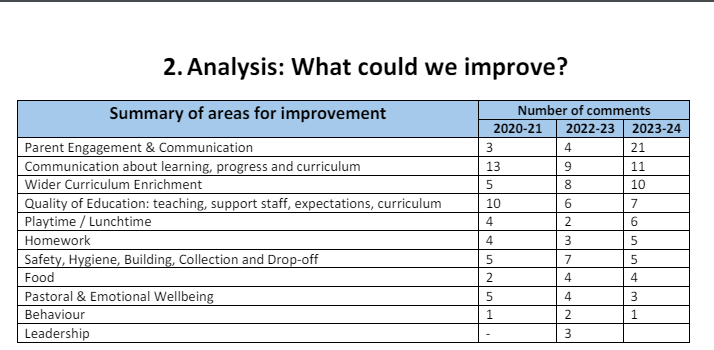 2. Analysis: What could we improve?
Summary of areas for improvement Number of comments
2020-21 2022-23 2023-24
Parent Engagement & Communication 3 4 21
Communication about learning, progress and curriculum 13 9 11
Wider Curriculum Enrichment 5 8 10
Quality of Education: teaching, support staff, expectations, curriculum 10 6 7
Playtime / Lunchtime 4 2 6
Homework 4 3 5
Safety, Hygiene, Building, Collection and Drop-off 5 7 5
Food 2 4 4
Pastoral & Emotional Wellbeing 5 4 3
Behaviour 1 2 1
Leadership - 3